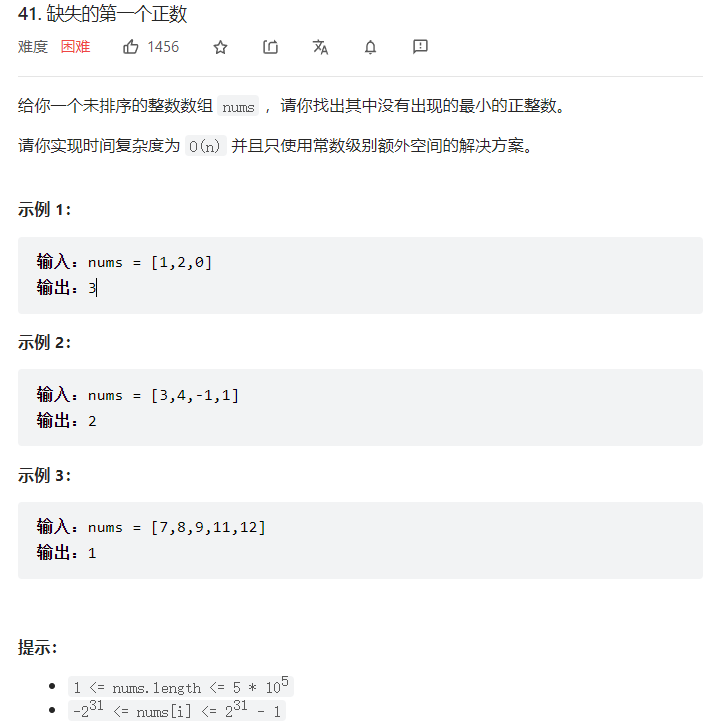 41. 缺失的第一个正数
难度 困难 1456
给你一个未排序的整数数组 nums ，请你找出其中没有出现的最小的正整数。
请你实现时间复杂度为 O(n) 并且只使用常数级别额外空间的解决方案。
示例 1：
输入：nums = [1,2,0]
输出：3
示例 2：
输入：nums = [3,4,-1,1]
输出：2
示例 3：
输入：nums = [7,8,9,11,12]
输出：1
提示：
1 <= nums.length <= 5 * 10^5
-2^31 <= nums[i] <= 2^31 - 1